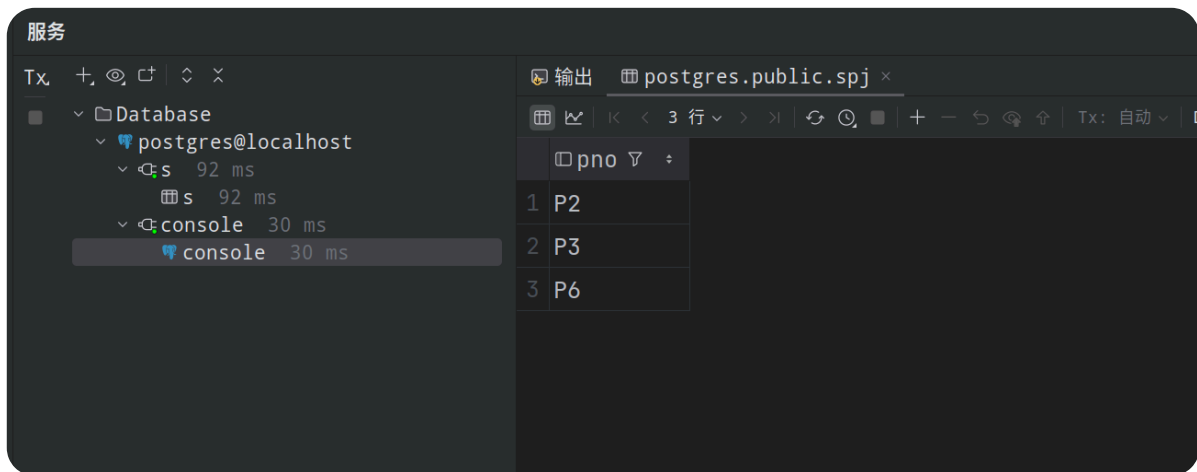 服务
Tx
输出 postgres.public.spj ×
Database
3 行 Tx: 自动
postgres@localhost
pno
s 92 ms
s 92 ms
console 30 ms
console 30 ms
1 P2
2 P3
3 P6